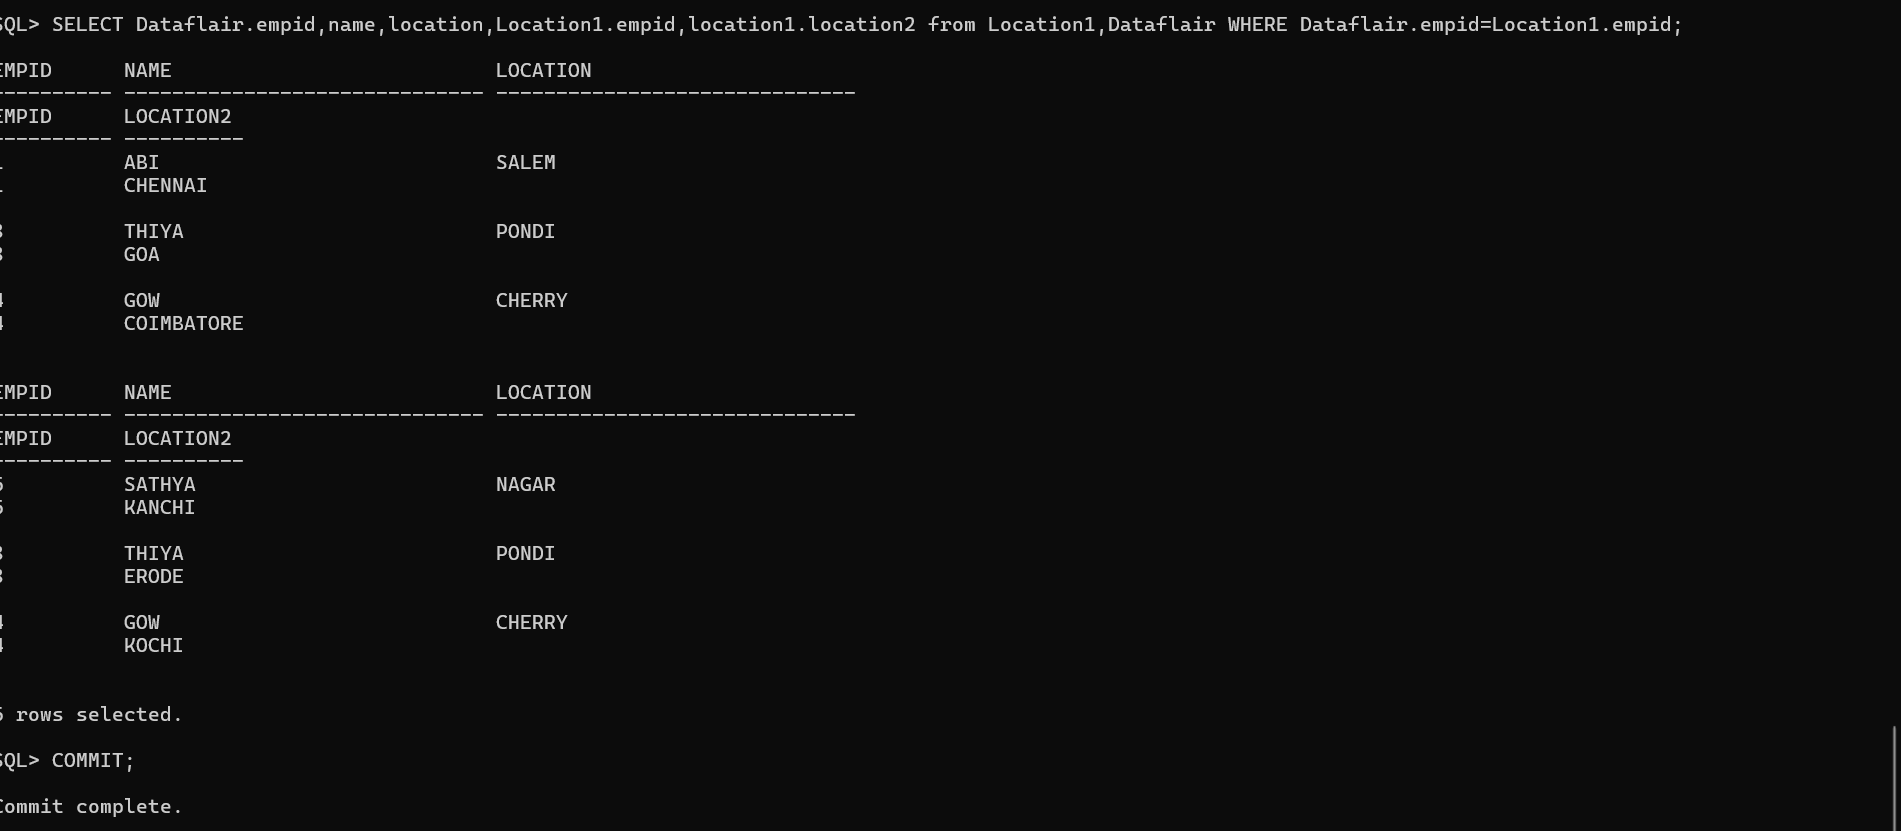 SQL> SELECT Dataflair.empid,name,location,Location1.empid,location1.location2 from Location1,Dataflair WHERE Dataflair.empid=Location1.empid;
EMPID NAME LOCATION
---------- ------------------------------ ------------------------------
EMPID LOCATION2
---------- ----------
1 ABI SALEM
1 CHENNAI
3 THIYA PONDI
3 GOA
4 GOW CHERRY
4 COIMBATORE
EMPID NAME LOCATION
---------- ------------------------------ ------------------------------
EMPID LOCATION2
---------- ----------
SATHYA NAGAR
KANCHI
3 THIYA PONDI
3 ERODE
4 GOW CHERRY
4 KOCHI
6 rows selected.
SQL> COMMIT;
Commit complete.